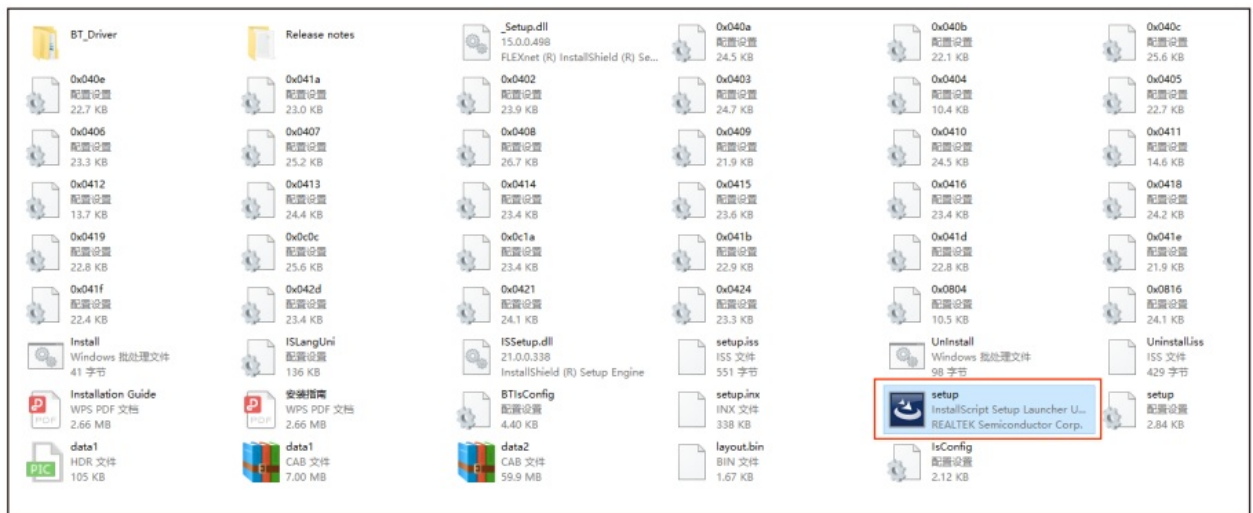 BT_Driver
Release notes
_Setup.dll
15.0.0.498
FLEXnet (R) InstallShield (R) Se...
0x040a
配置设置
24.5 KB
0x040b
配置设置
22.1 KB
0x040c
配置设置
25.6 KB
0x040e
配置设置
22.7 KB
0x041a
配置设置
23.0 KB
0x0402
配置设置
23.9 KB
0x0403
配置设置
24.7 KB
0x0404
配置设置
10.4 KB
0x0405
配置设置
22.7 KB
0x0406
配置设置
23.3 KB
0x0407
配置设置
25.2 KB
0x0408
配置设置
26.7 KB
0x0409
配置设置
21.9 KB
0x0410
配置设置
24.5 KB
0x0411
配置设置
14.6 KB
0x0412
配置设置
13.7 KB
0x0413
配置设置
24.4 KB
0x0414
配置设置
23.4 KB
0x0415
配置设置
23.6 KB
0x0416
配置设置
23.4 KB
0x0418
配置设置
24.2 KB
0x0419
配置设置
22.8 KB
0x0c0c
配置设置
25.6 KB
0x0c1a
配置设置
23.4 KB
0x041b
配置设置
22.9 KB
0x041d
配置设置
22.8 KB
0x041e
配置设置
21.9 KB
0x041f
配置设置
22.4 KB
0x042d
配置设置
23.4 KB
0x0421
配置设置
24.1 KB
0x0424
配置设置
23.3 KB
0x0804
配置设置
10.5 KB
0x0816
配置设置
24.1 KB
Install
Windows 批处理文件
41 字节
ISLangUni
配置设置
136 KB
ISSetup.dll
21.0.0.338
InstallShield (R) Setup Engine
setup.iss
ISS 文件
551 字节
UnInstall
Windows 批处理文件
98 字节
Uninstall.iss
ISS 文件
429 字节
PDF
Installation Guide
WPS PDF 文档
2.66 MB
PDF
安装指南
WPS PDF 文档
2.66 MB
BTIsConfig
配置设置
4.40 KB
setup.inx
INX 文件
338 KB
setup
InstallScript Setup Launcher U...
REALTEK Semiconductor Corp.
setup
配置设置
2.84 KB
PIC
data1
HDR 文件
105 KB
data1
CAB 文件
7.00 MB
data2
CAB 文件
59.9 MB
layout.bin
BIN 文件
1.67 KB
IsConfig
配置设置
2.12 KB